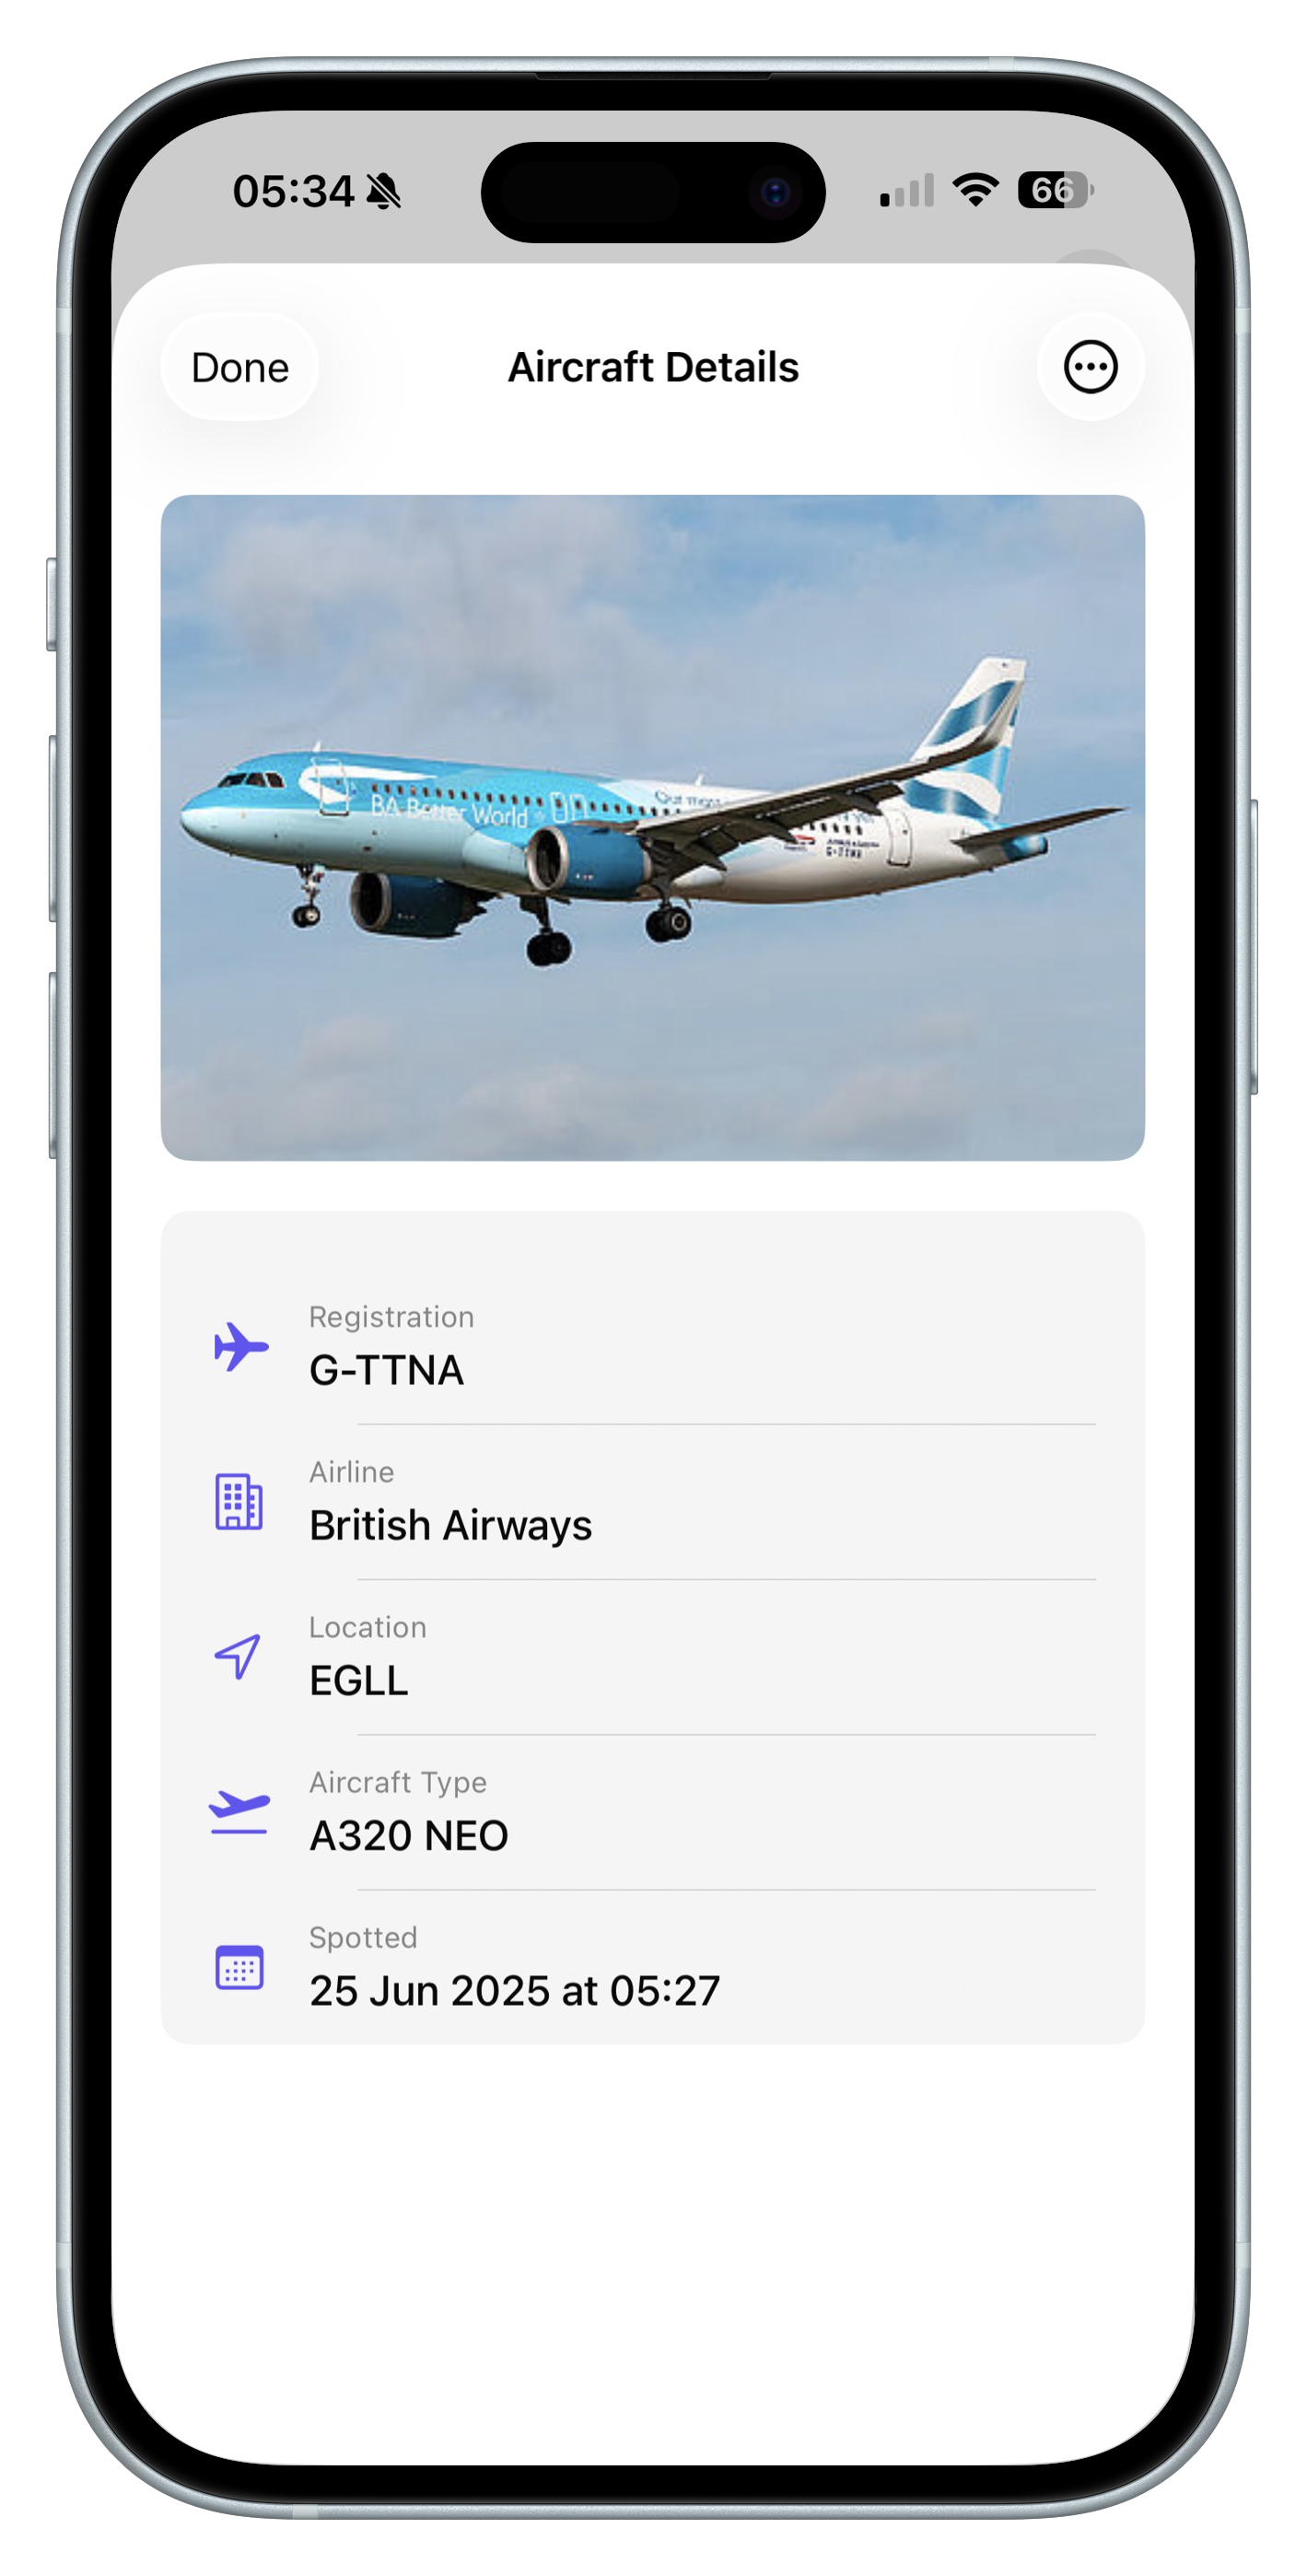 05:34
66
Done
Aircraft Details
BA Better World
Registration
G-TTNA
Airline
British Airways
Location
EGLL
Aircraft Type
A320 NEO
Spotted
25 Jun 2025 at 05:27